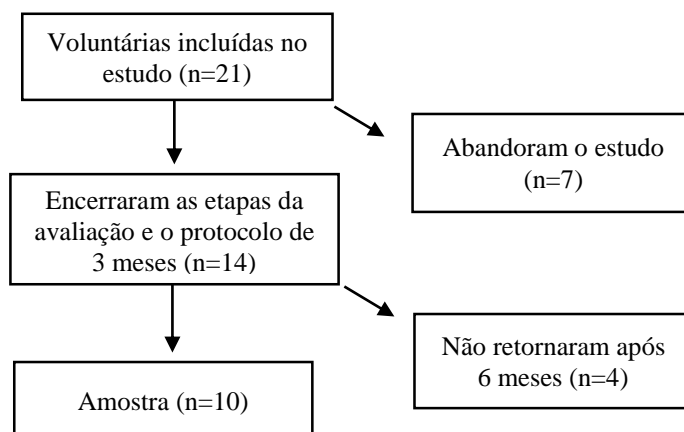 Voluntárias incluídas no
estudo (n=21)
Abandoram o estudo
(n=7)
Encerraram as etapas da
avaliação e o protocolo de
3 meses (n=14)
Não retornaram após
6 meses (n=4)
Amostra (n=10)